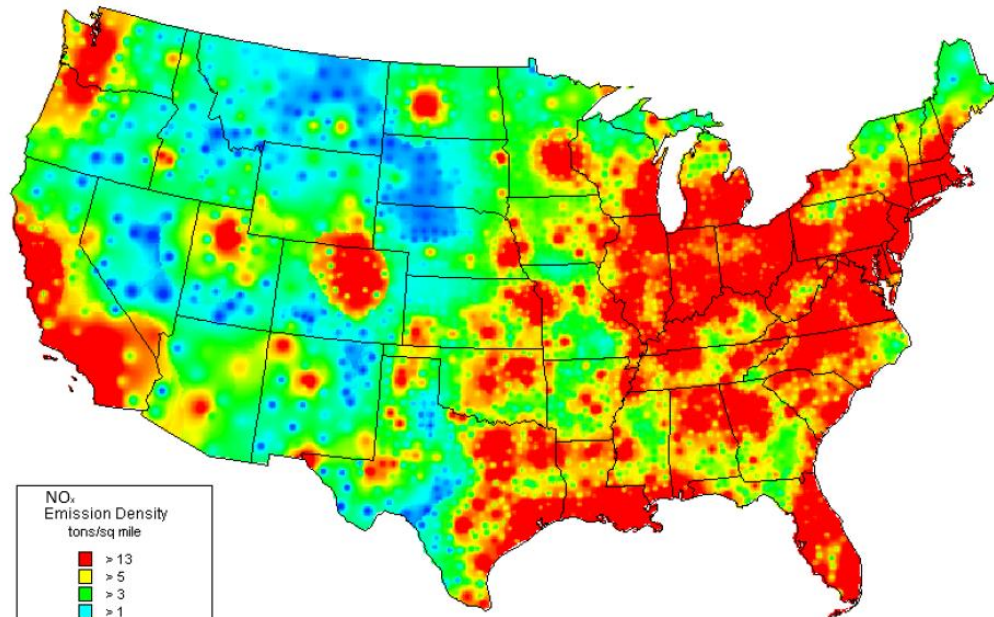 NOx
Emission Density
tons/sq mile
> 13
> 5
> 3
> 1